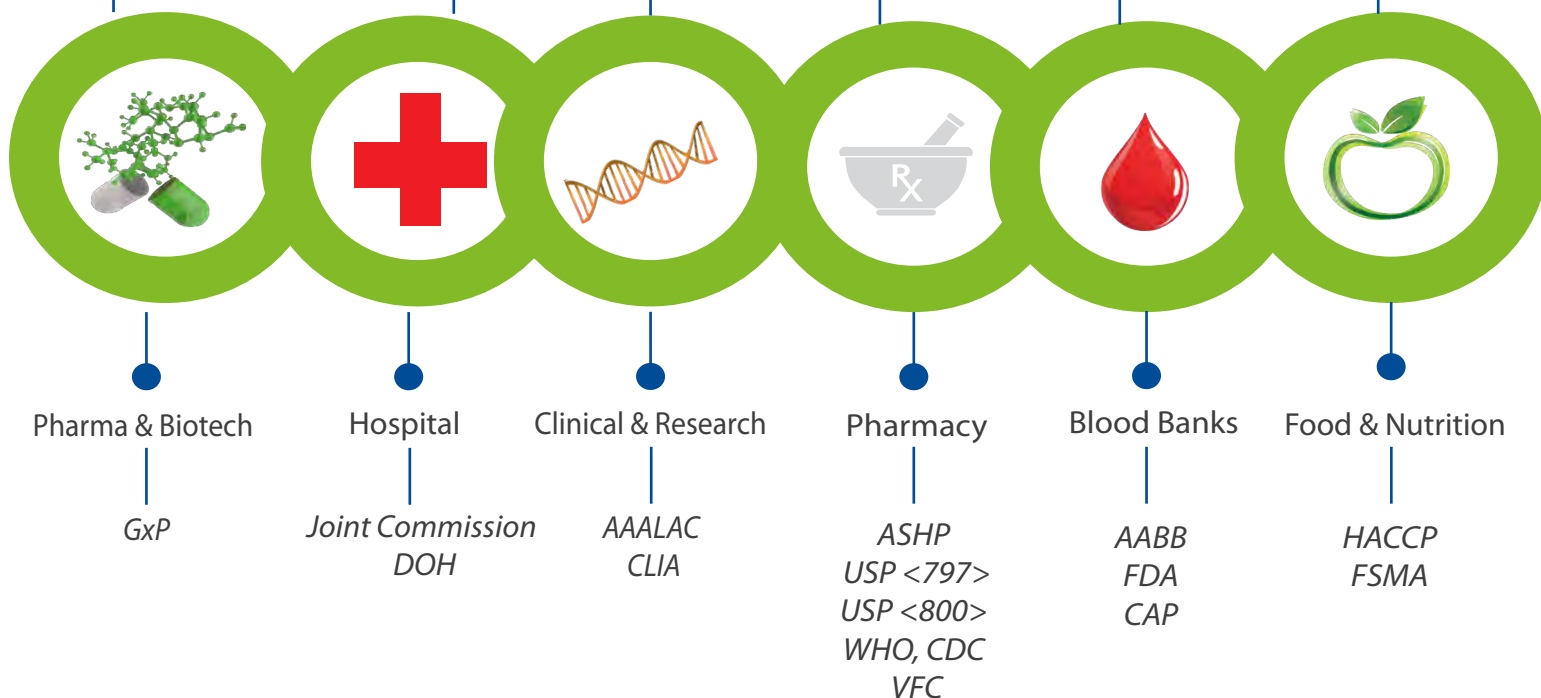 Rx
Pharma & Biotech
GxP
Hospital
Joint Commission
DOH
Clinical & Research
AAALAC
CLIA
Pharmacy
ASHP
USP <797>
USP <800>
WHO, CDC
VFC
Blood Banks
AABB
FDA
CAP
Food & Nutrition
HACCP
FSMA